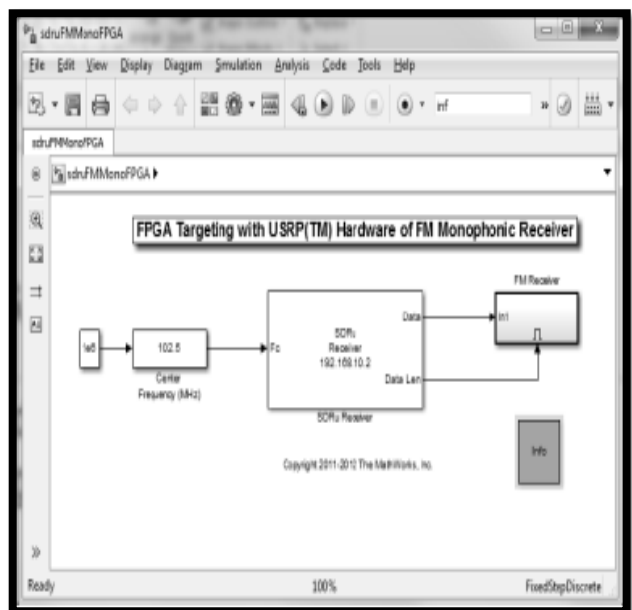 sdruFMMonoFPGA
File Edit View Display Diagram Simulation Analysis Code Tools Help
inf
sdruFMMonoFPGA
sdruFMMonoFPGA
FPGA Targeting with USRP(TM) Hardware of FM Monophonic Receiver
FM Receiver
1e6
102.5
Center
Frequency (MHz)
Fc
SDRu
Receiver
192.168.10.2
Data
Data Len
In1
SDRu Receiver
Info
Copyright 2011-2012 The MathWorks, Inc.
Ready
100%
FixedStepDiscrete